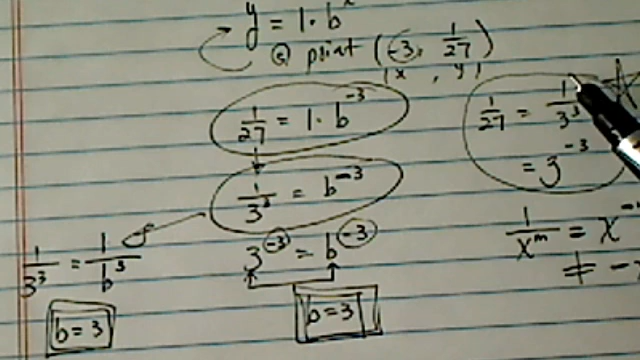 y = 1 · b^x
@ point (-3, 1/27)
(x , y)
1/27 = 1 · b^-3
1/27 = 1/3^3
= 3^-3
1/3^3 = b^-3
1/x^m = x^-
≠ -
1/3^3 = 1/b^3
3^-3 = b^-3
b = 3
b = 3